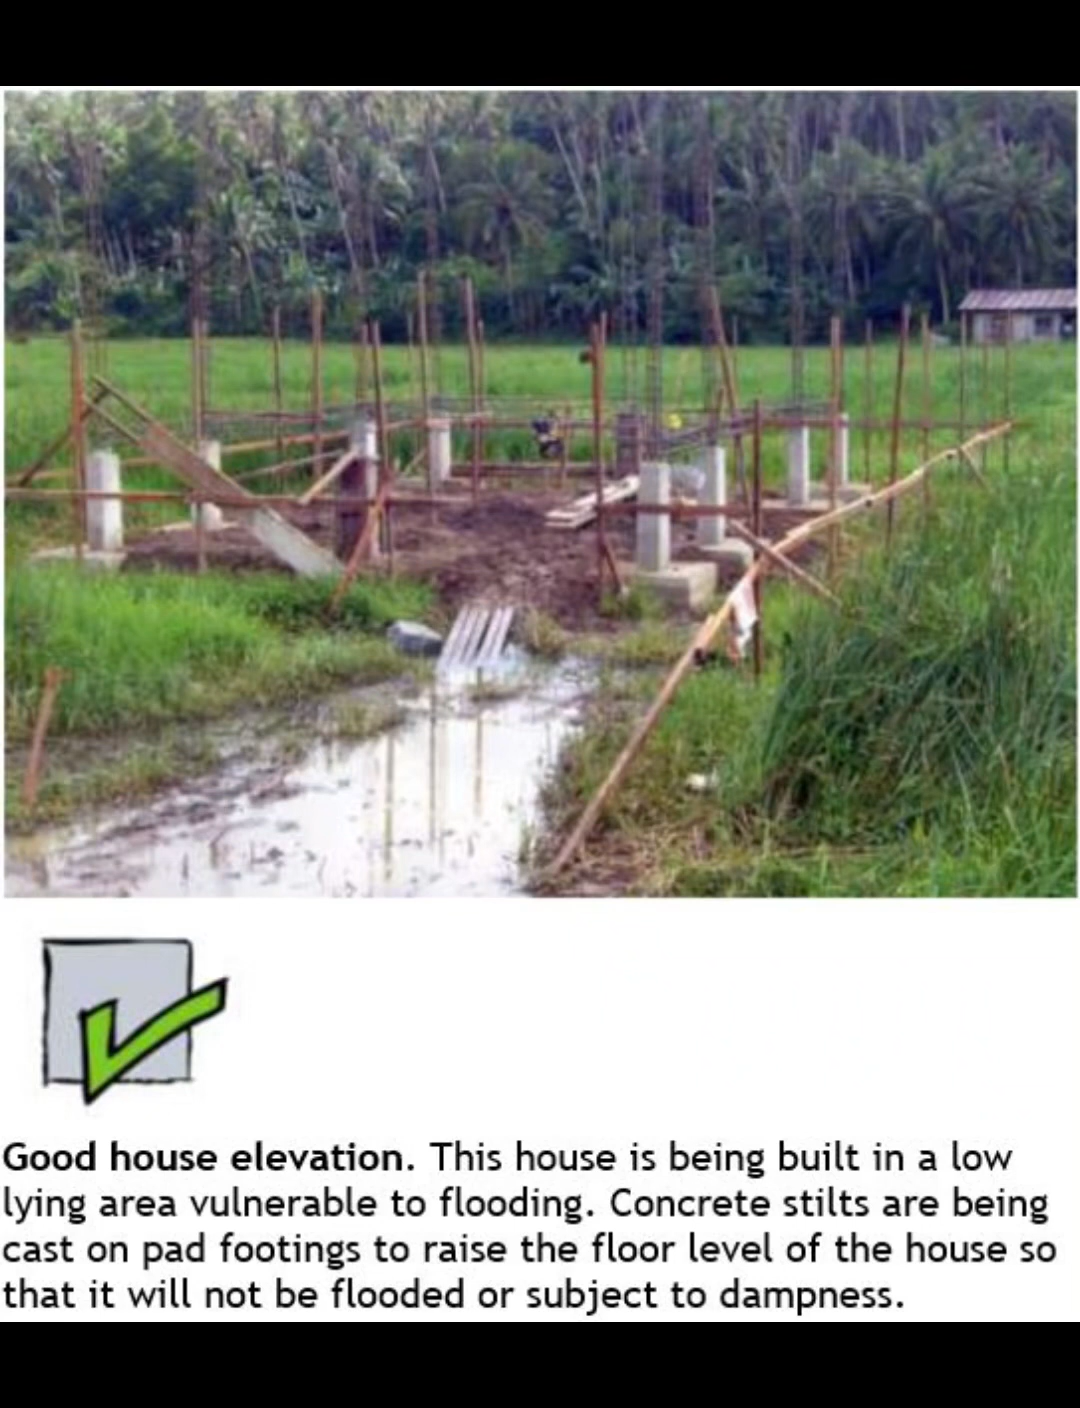 Good house elevation. This house is being built in a low
lying area vulnerable to flooding. Concrete stilts are being
cast on pad footings to raise the floor level of the house so
that it will not be flooded or subject to dampness.